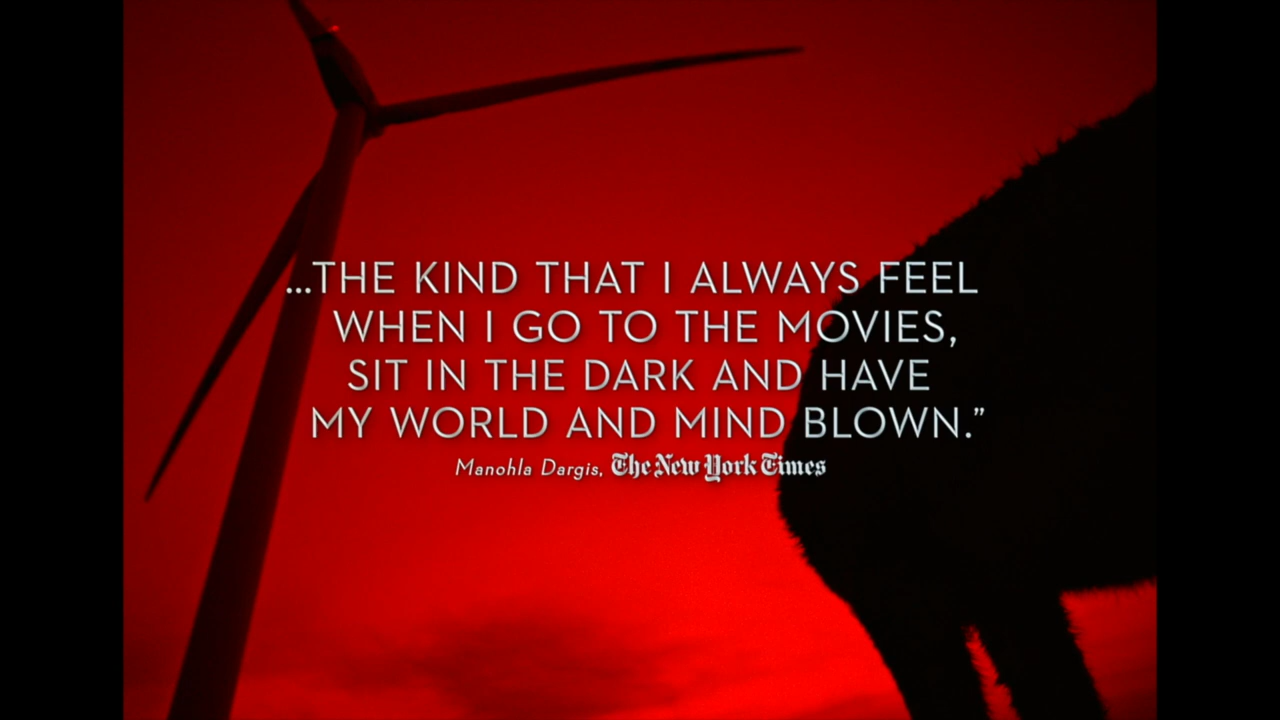 ...THE KIND THAT I ALWAYS FEEL
WHEN I GO TO THE MOVIES,
SIT IN THE DARK AND HAVE
MY WORLD AND MIND BLOWN.”
Manohla Dargis, The New York Times